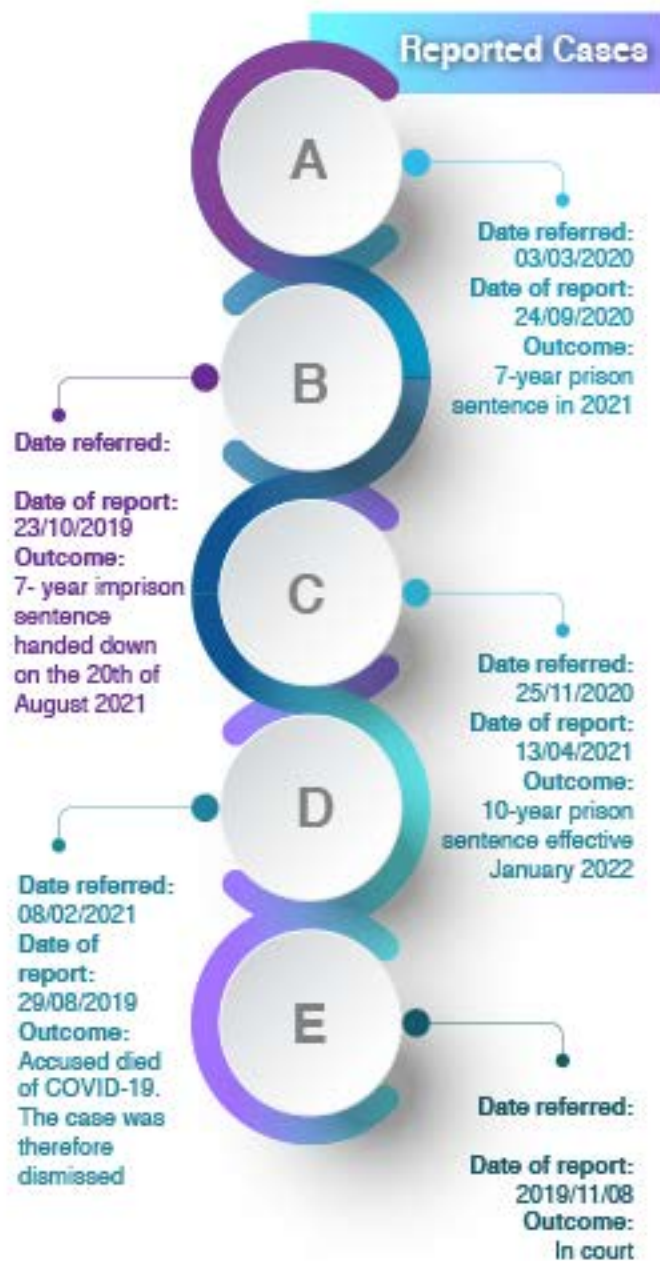 Reported Cases
A
Date referred:
03/03/2020
Date of report:
24/09/2020
Outcome:
7-year prison
sentence in 2021
B
Date referred:
Date of report:
23/10/2019
Outcome:
7- year imprison
sentence
handed down
on the 20th of
August 2021
C
Date referred:
25/11/2020
Date of report:
13/04/2021
Outcome:
10-year prison
sentence effective
January 2022
D
Date referred:
08/02/2021
Date of
report:
29/08/2019
Outcome:
Accused died
of COVID-19.
The case was
therefore
dismissed
E
Date referred:
Date of report:
2019/11/08
Outcome:
In court